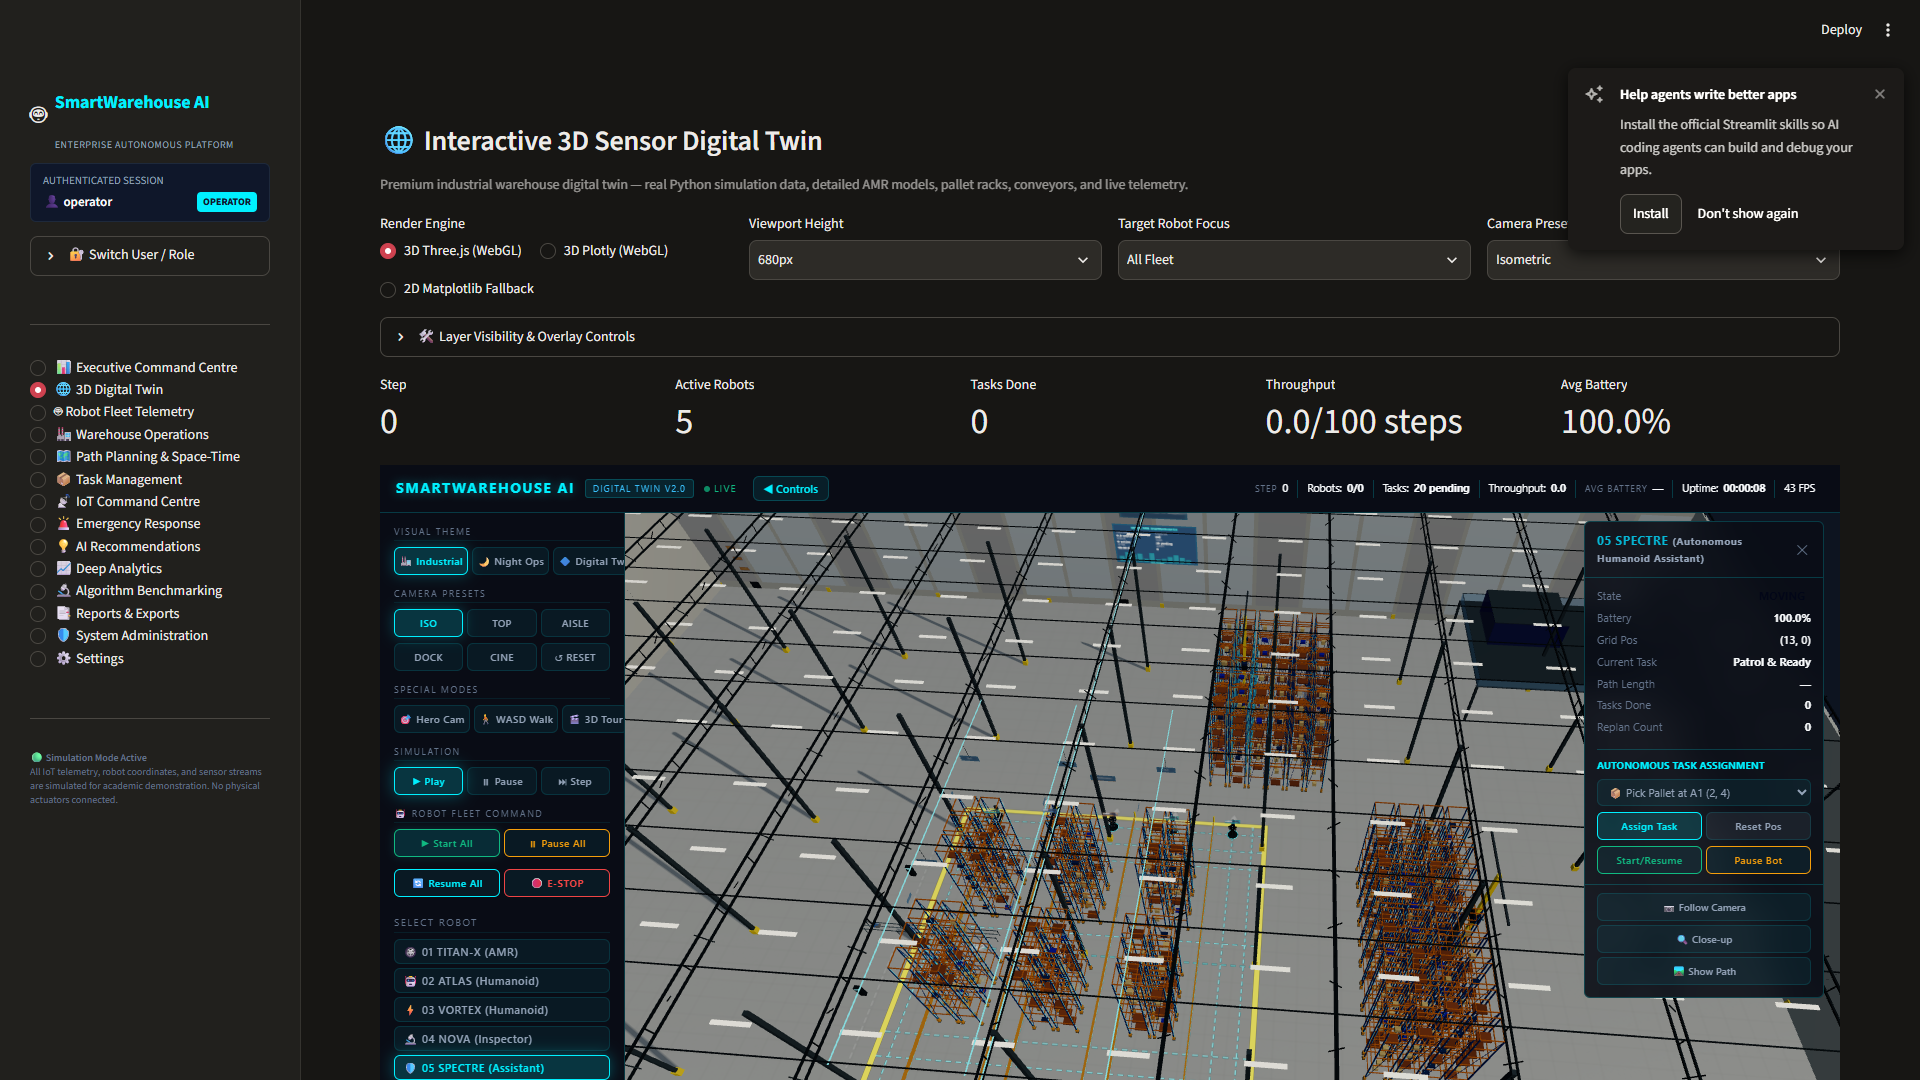 Deploy
SmartWarehouse AI
ENTERPRISE AUTONOMOUS PLATFORM
AUTHENTICATED SESSION
operator
OPERATOR
Switch User / Role
Executive Command Centre
3D Digital Twin
Robot Fleet Telemetry
Warehouse Operations
Path Planning & Space-Time
Task Management
IoT Command Centre
Emergency Response
AI Recommendations
Deep Analytics
Algorithm Benchmarking
Reports & Exports
System Administration
Settings
Simulation Mode Active
All IoT telemetry, robot coordinates, and sensor streams
are simulated for academic demonstration. No physical
actuators connected.
Help agents write better apps
Install the official Streamlit skills so AI
coding agents can build and debug your
apps.
Install
Don't show again
Interactive 3D Sensor Digital Twin
Premium industrial warehouse digital twin — real Python simulation data, detailed AMR models, pallet racks, conveyors, and live telemetry.
Render Engine
3D Three.js (WebGL)
3D Plotly (WebGL)
2D Matplotlib Fallback
Viewport Height
680px
Target Robot Focus
All Fleet
Camera Prese
Isometric
Layer Visibility & Overlay Controls
Step
0
Active Robots
5
Tasks Done
0
Throughput
0.0/100 steps
Avg Battery
100.0%
SMARTWAREHOUSE AI
DIGITAL TWIN V2.0
LIVE
◀ Controls
STEP 0
Robots: 0/0
Tasks: 20 pending
Throughput: 0.0
AVG BATTERY —
Uptime: 00:00:08
43 FPS
VISUAL THEME
Industrial
Night Ops
Digital Tw
CAMERA PRESETS
ISO
TOP
AISLE
DOCK
CINE
↺ RESET
SPECIAL MODES
Hero Cam
WASD Walk
3D Tour
SIMULATION
▶ Play
⏸ Pause
⏭ Step
ROBOT FLEET COMMAND
▶ Start All
⏸ Pause All
Resume All
E-STOP
SELECT ROBOT
01 TITAN-X (AMR)
02 ATLAS (Humanoid)
03 VORTEX (Humanoid)
04 NOVA (Inspector)
05 SPECTRE (Assistant)
05 SPECTRE (Autonomous
Humanoid Assistant)
State
MOVING
Battery
100.0%
Grid Pos
(13, 0)
Current Task
Patrol & Ready
Path Length
—
Tasks Done
0
Replan Count
0
AUTONOMOUS TASK ASSIGNMENT
Pick Pallet at A1 (2, 4)
Assign Task
Reset Pos
Start/Resume
Pause Bot
Follow Camera
Close-up
Show Path